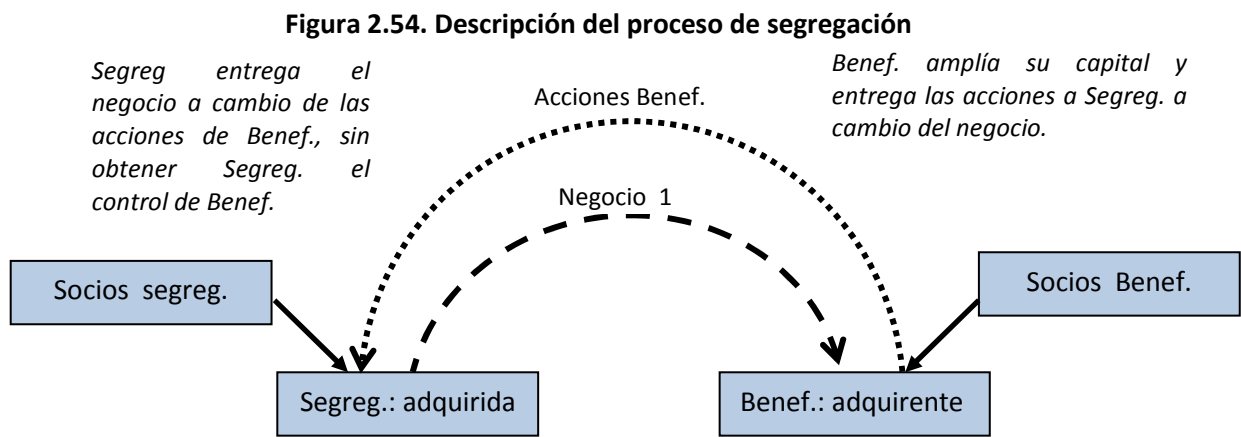 Figura 2.54. Descripción del proceso de segregación
Segreg entrega el
negocio a cambio de las
acciones de Benef., sin
obtener Segreg. el
control de Benef.
Benef. amplía su capital y
entrega las acciones a Segreg. a
cambio del negocio.
Acciones Benef.
Negocio 1
Socios segreg.
Socios Benef.
Segreg.: adquirida
Benef.: adquirente